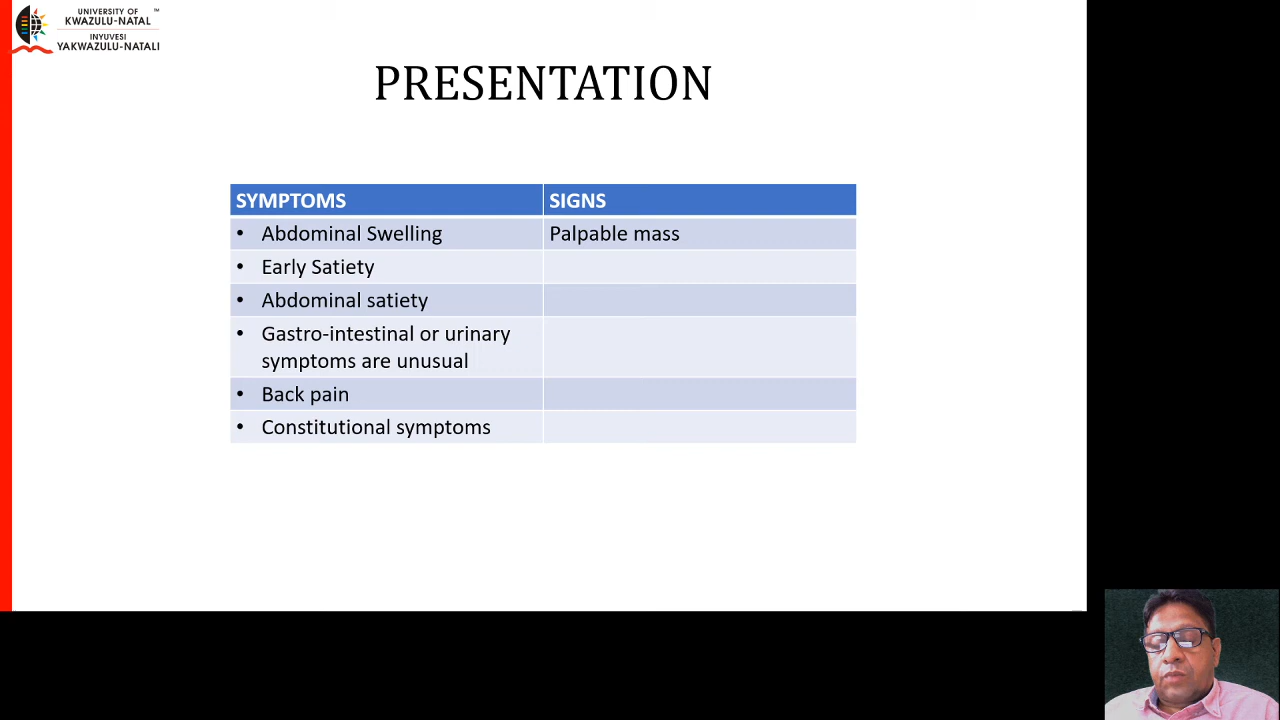 UNIVERSITY OF ™
KWAZULU-NATAL
INYUVESI
YAKWAZULU-NATALI
PRESENTATION
SYMPTOMS SIGNS
• Abdominal Swelling Palpable mass
• Early Satiety
• Abdominal satiety
• Gastro-intestinal or urinary
symptoms are unusual
• Back pain
• Constitutional symptoms